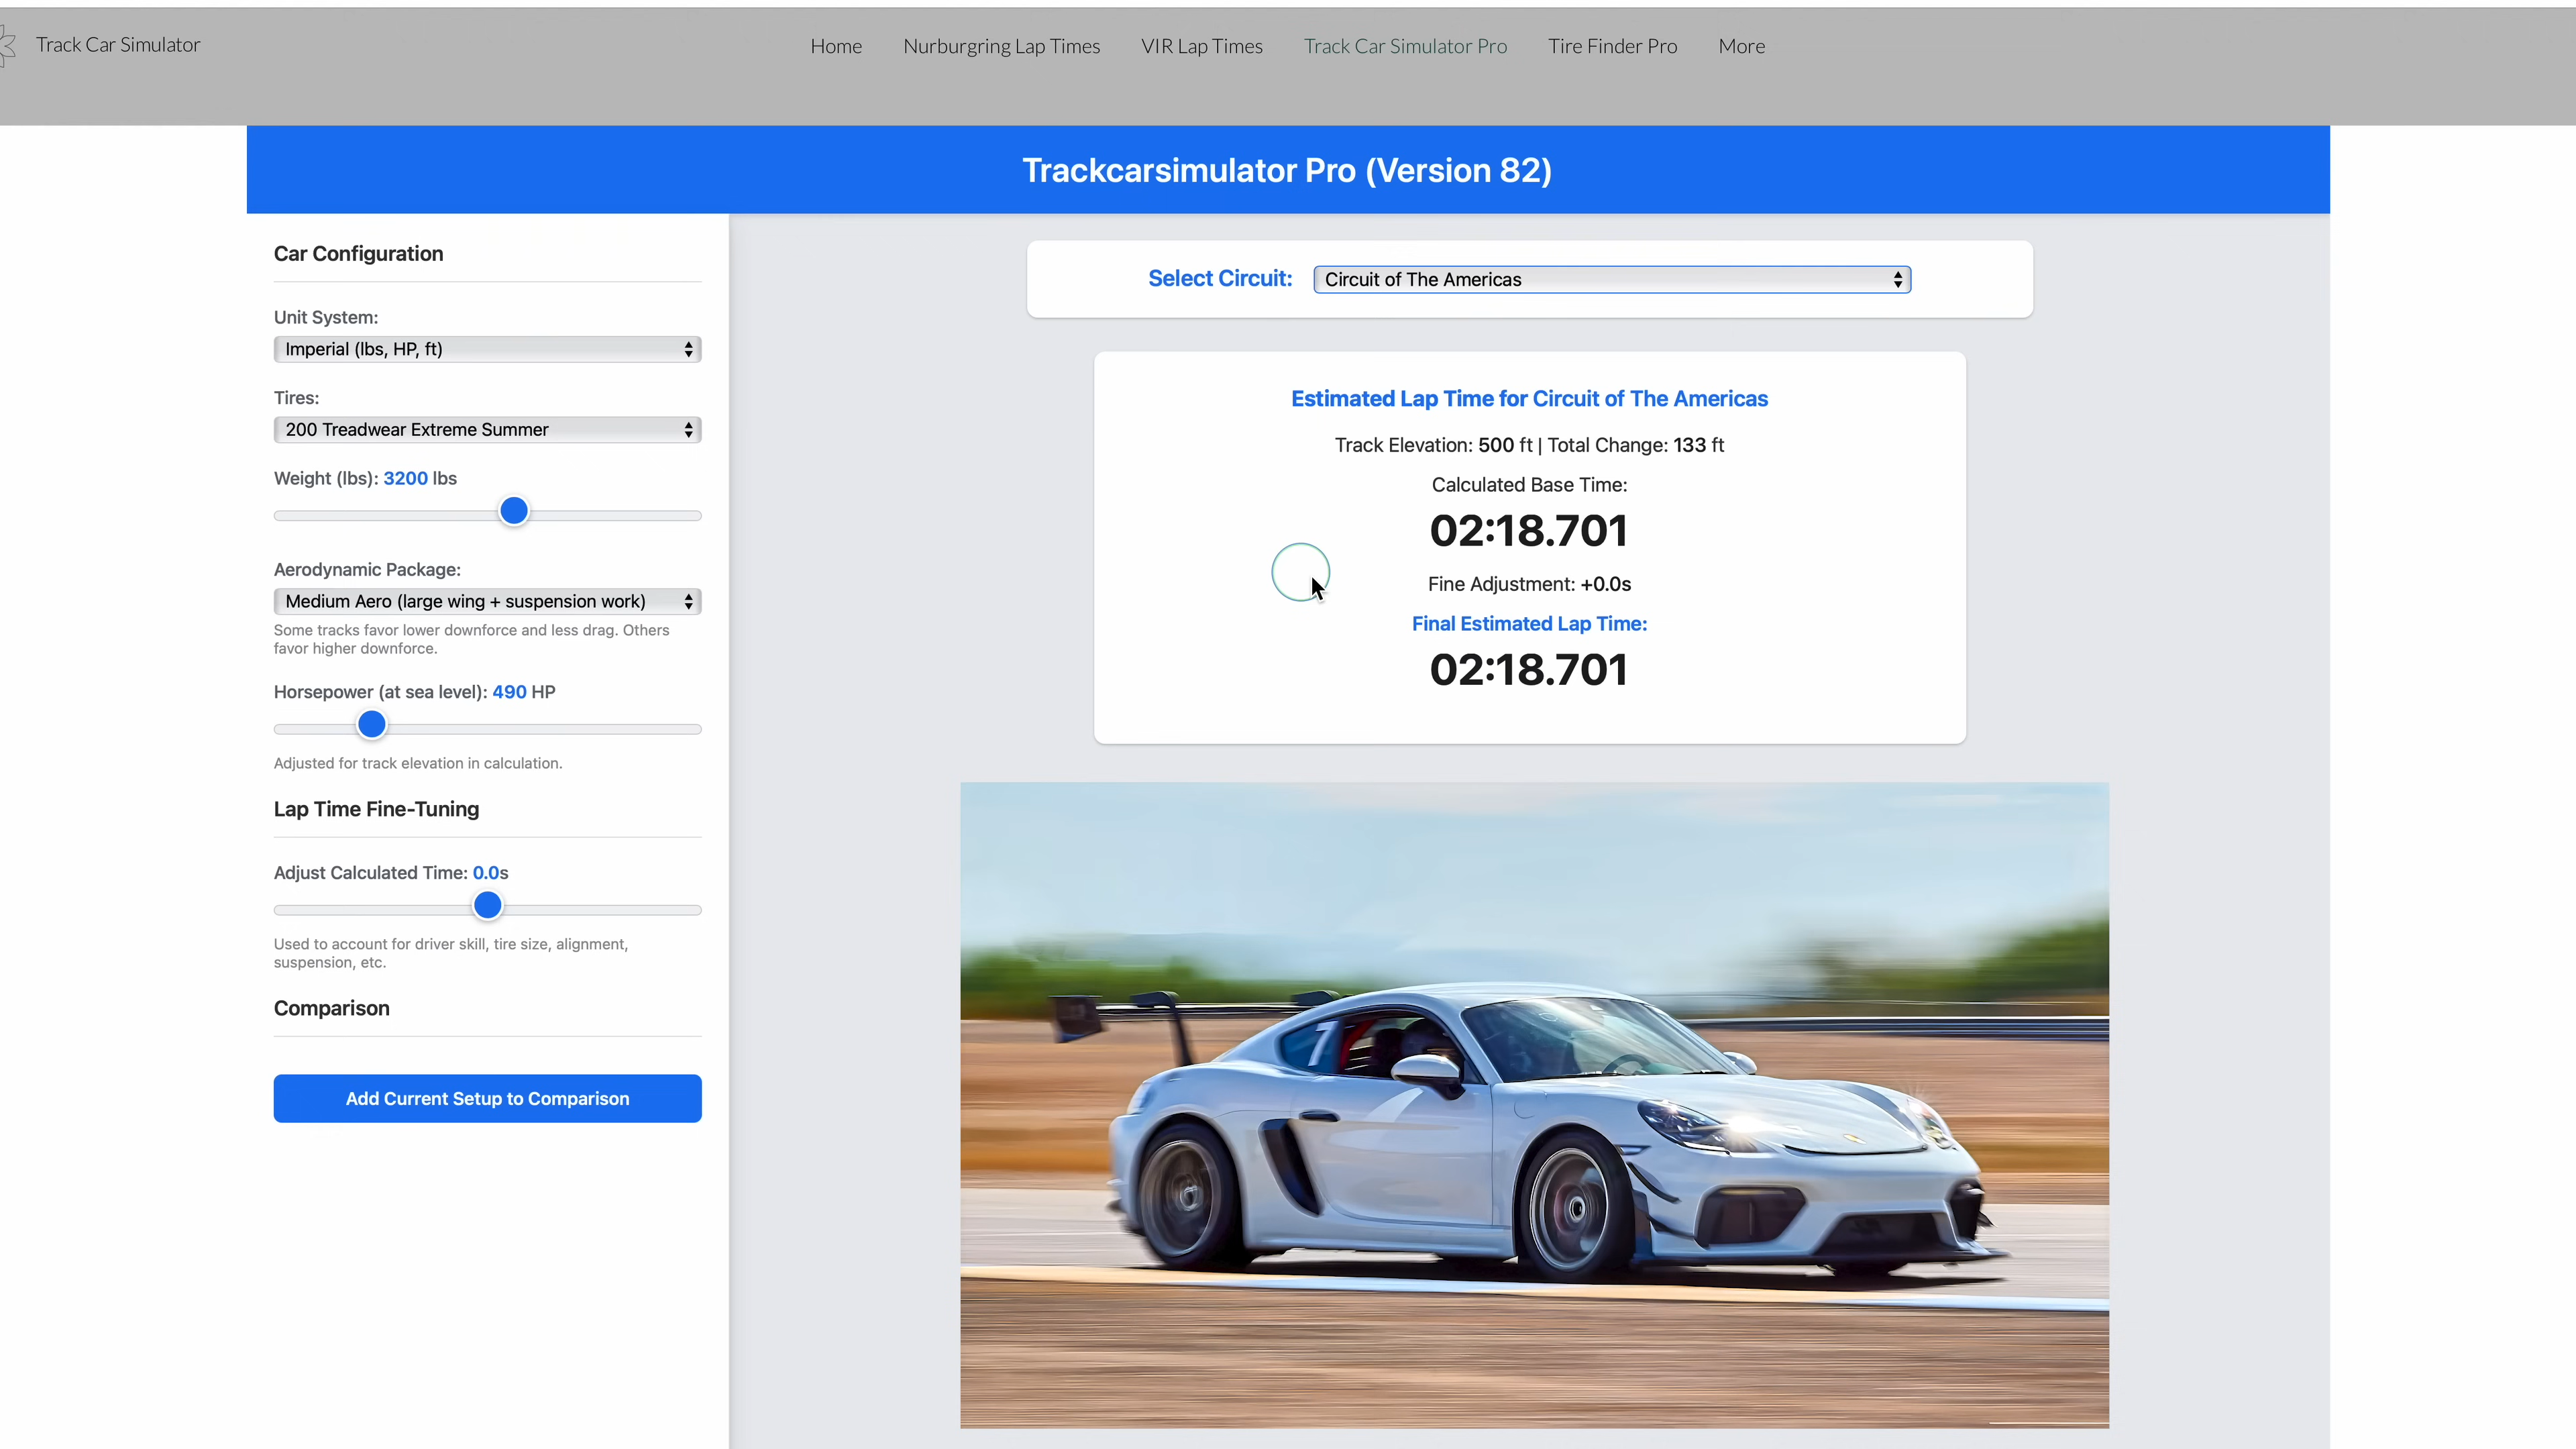 Track Car Simulator
Home Nurburgring Lap Times VIR Lap Times Track Car Simulator Pro Tire Finder Pro More
Trackcarsimulator Pro (Version 82)
Car Configuration
Unit System:
Imperial (lbs, HP, ft)
Tires:
200 Treadwear Extreme Summer
Weight (lbs): 3200 lbs
Aerodynamic Package:
Medium Aero (large wing + suspension work)
Some tracks favor lower downforce and less drag. Others
favor higher downforce.
Horsepower (at sea level): 490 HP
Adjusted for track elevation in calculation.
Lap Time Fine-Tuning
Adjust Calculated Time: 0.0s
Used to account for driver skill, tire size, alignment,
suspension, etc.
Comparison
Add Current Setup to Comparison
Select Circuit: Circuit of The Americas
Estimated Lap Time for Circuit of The Americas
Track Elevation: 500 ft | Total Change: 133 ft
Calculated Base Time:
02:18.701
Fine Adjustment: +0.0s
Final Estimated Lap Time:
02:18.701
7